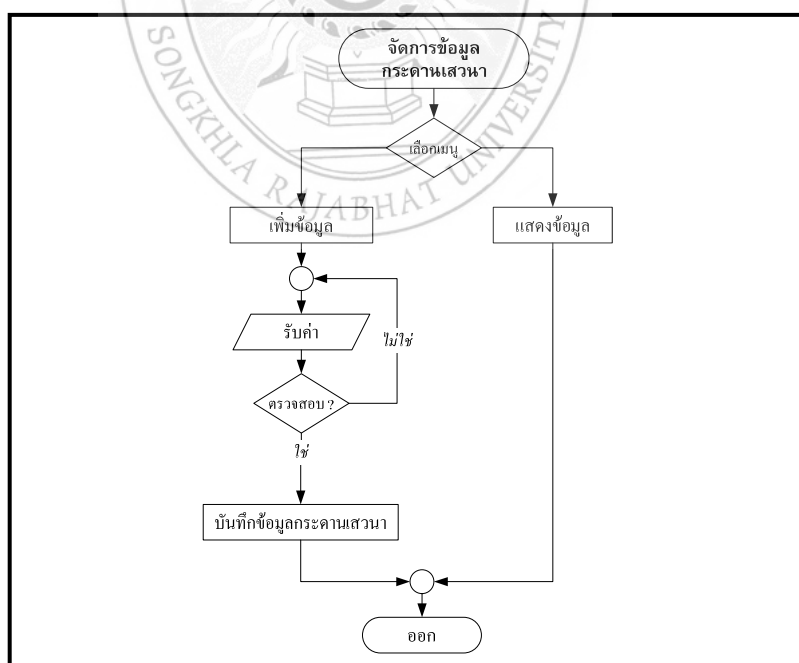 จัดการข้อมูล
กระดานเสวนา
เลือกเมนู
เพิ่มข้อมูล
แสดงข้อมูล
รับค่า
ไม่ใช่
ตรวจสอบ ?
ใช่
บันทึกข้อมูลกระดานเสวนา
ออก
SONGKHLA RAJABHAT UNIVERSITY